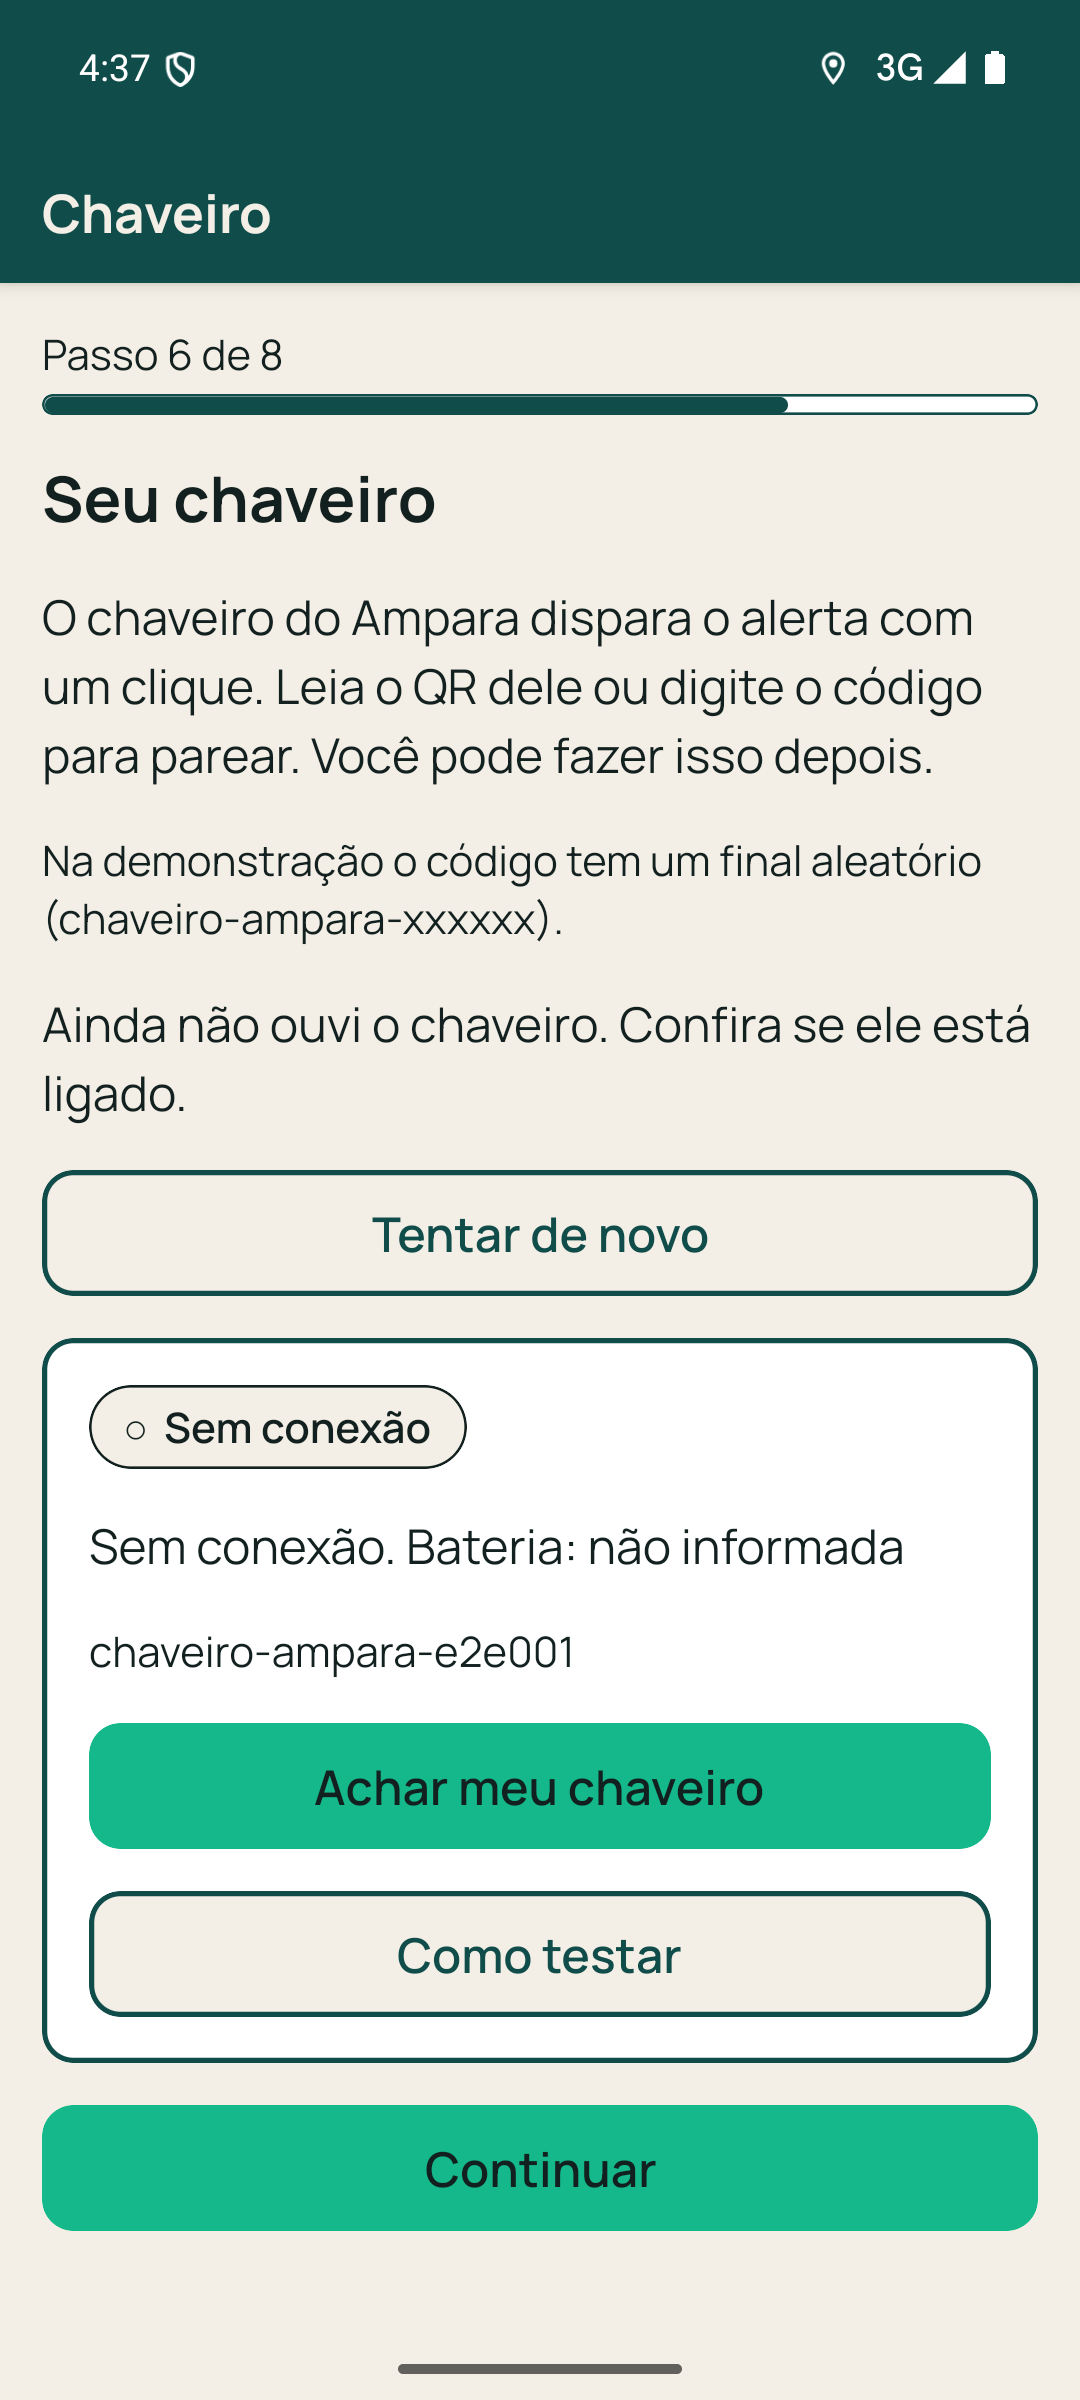 4:37
3G
Chaveiro
Passo 6 de 8
Seu chaveiro
O chaveiro do Ampara dispara o alerta com
um clique. Leia o QR dele ou digite o código
para parear. Você pode fazer isso depois.
Na demonstração o código tem um final aleatório
(chaveiro-ampara-xxxxxx).
Ainda não ouvi o chaveiro. Confira se ele está
ligado.
Tentar de novo
Sem conexão
Sem conexão. Bateria: não informada
chaveiro-ampara-e2e001
Achar meu chaveiro
Como testar
Continuar